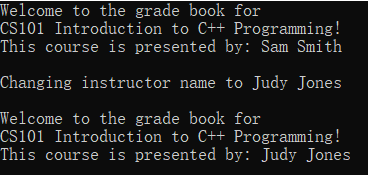 Welcome to the grade book for
CS101 Introduction to C++ Programming!
This course is presented by: Sam Smith
Changing instructor name to Judy Jones
Welcome to the grade book for
CS101 Introduction to C++ Programming!
This course is presented by: Judy Jones